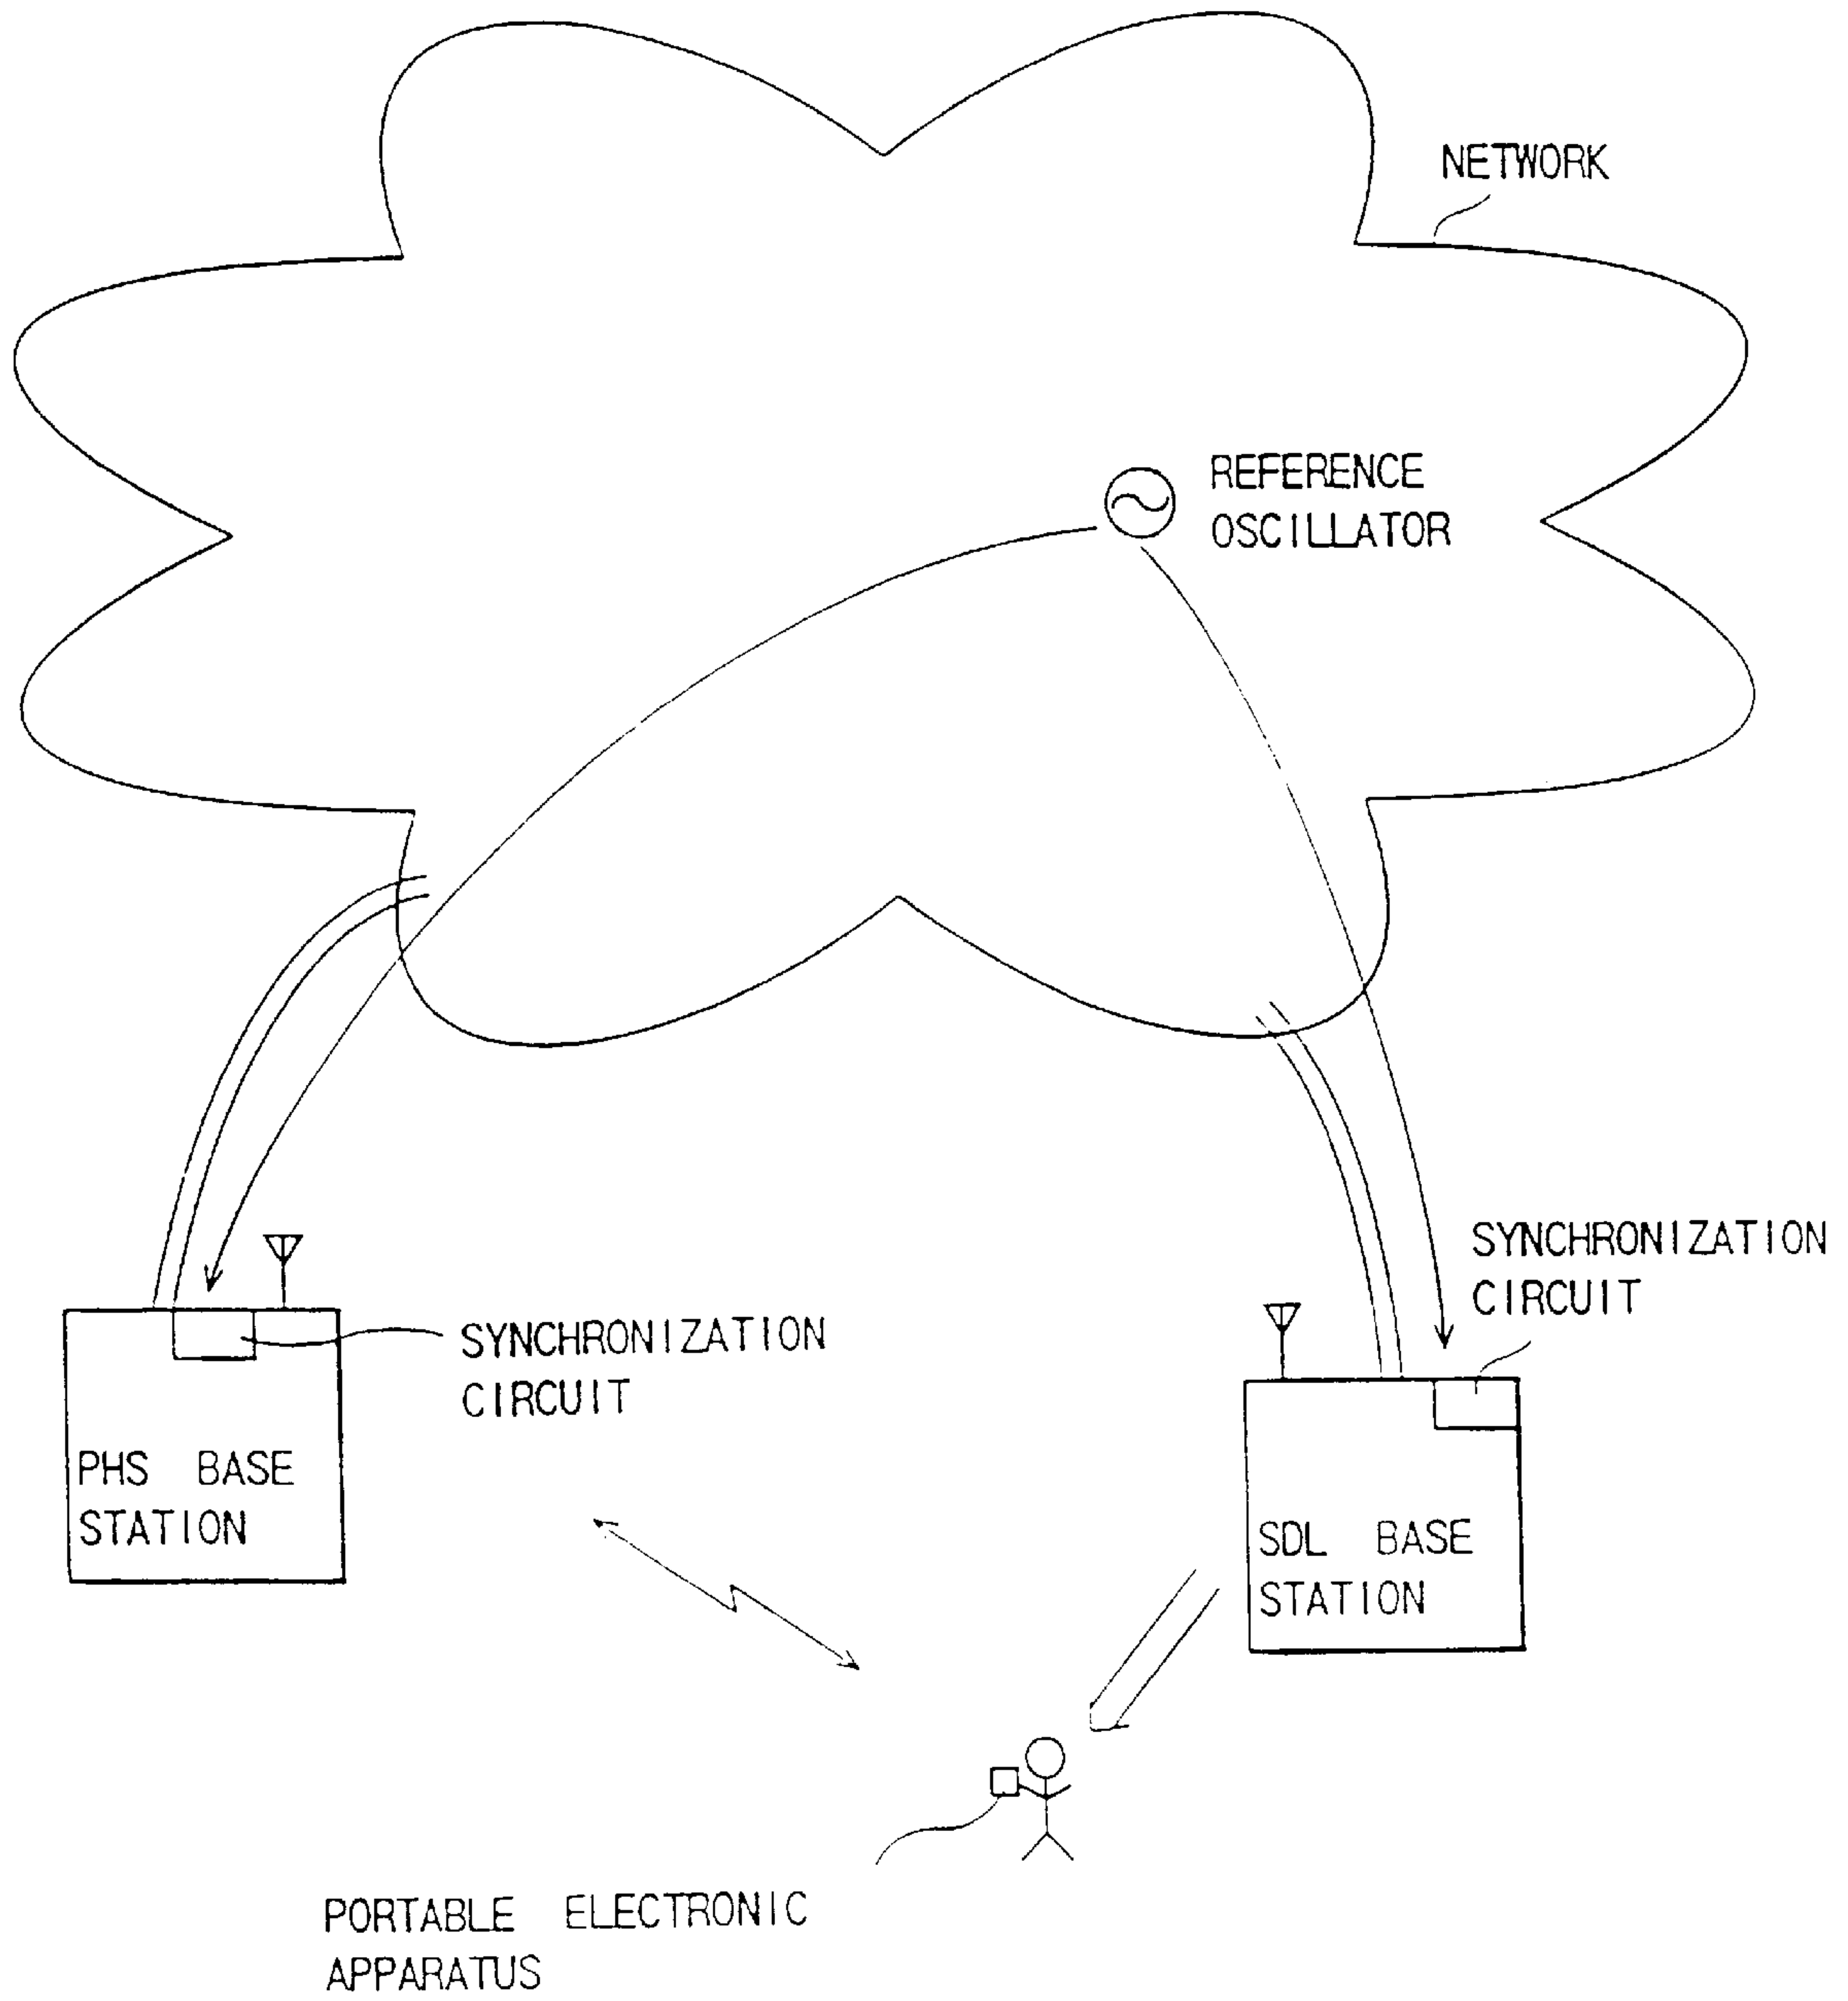 NETWORK
REFERENCE
OSCILLATOR
SYNCHRONIZATION
CIRCUIT
SYNCHRONIZATION
CIRCUIT
PHS BASE
STATION
SDL BASE
STATION
PORTABLE ELECTRONIC
APPARATUS